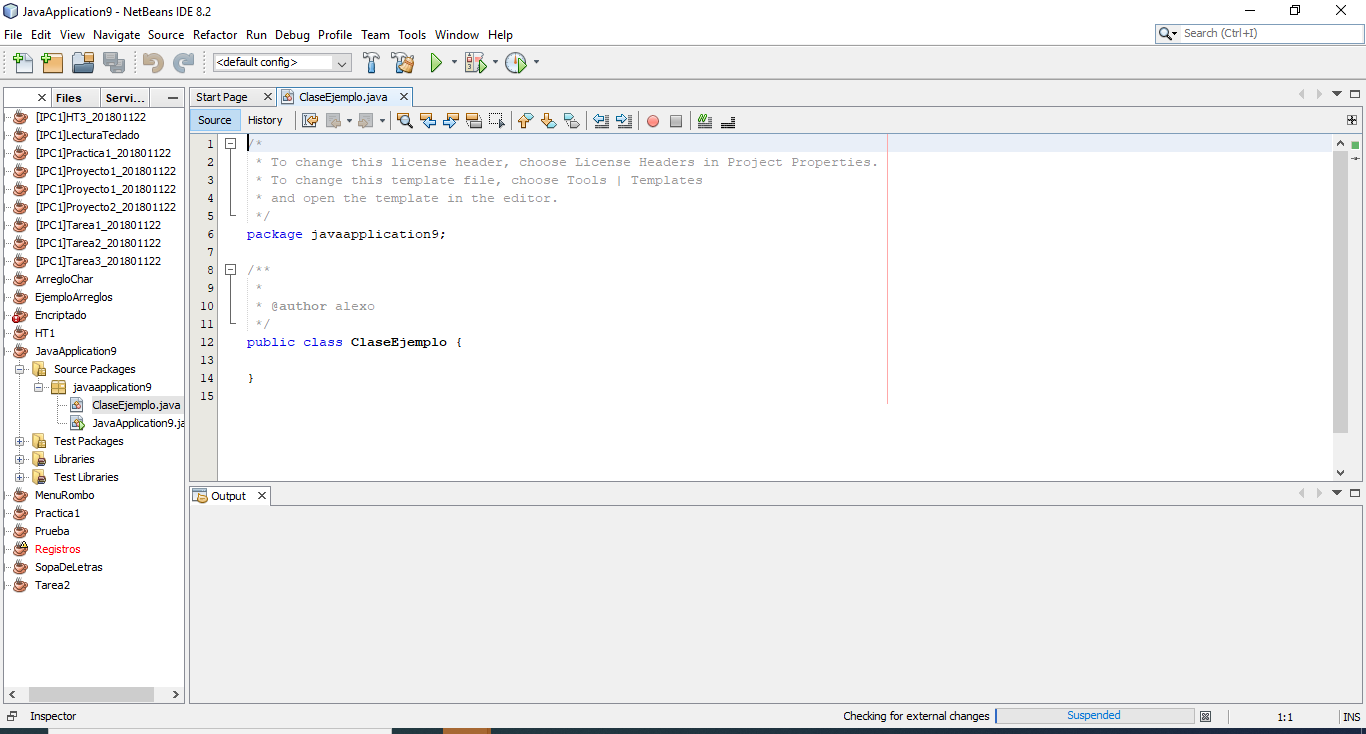 JavaApplication9 - NetBeans IDE 8.2
File Edit View Navigate Source Refactor Run Debug Profile Team Tools Window Help
Search (Ctrl+I)
<default config>
Files Servi...
[IPC1]HT3_201801122
[IPC1]LecturaTeclado
[IPC1]Practica1_201801122
[IPC1]Proyecto1_201801122
[IPC1]Proyecto1_201801122
[IPC1]Proyecto2_201801122
[IPC1]Tarea1_201801122
[IPC1]Tarea2_201801122
[IPC1]Tarea3_201801122
ArregloChar
EjemploArreglos
Encriptado
HT1
JavaApplication9
Source Packages
javaapplication9
ClaseEjemplo.java
JavaApplication9.ja
Test Packages
Libraries
Test Libraries
MenuRombo
Practica1
Prueba
Registros
SopaDeLetras
Tarea2
Start Page ClaseEjemplo.java
Source History
1 /*
2 * To change this license header, choose License Headers in Project Properties.
3 * To change this template file, choose Tools | Templates
4 * and open the template in the editor.
5 */
6 package javaapplication9;
7
8 /**
9 *
10 * @author alexo
11 */
12 public class ClaseEjemplo {
13
14 }
15
Output
Inspector
Checking for external changes Suspended 1:1 INS